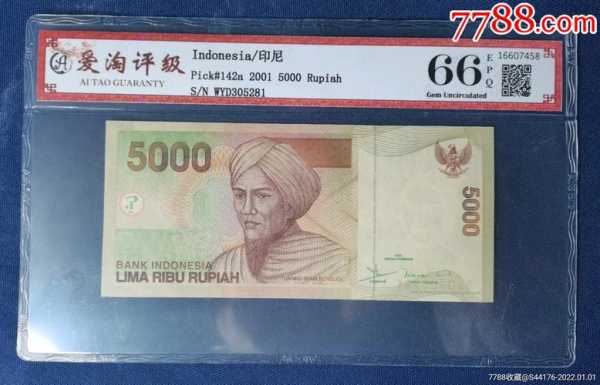 7788.com
爱淘评级
AI TAO GUARANTY
Indonesia/印尼
Pick#142a 2001 5000 Rupiah
S/N WYD305281
66
EPQ
Gem Uncirculated
16607458
5000
5000
BANK INDONESIA
LIMA RIBU RUPIAH
7788收藏@S44176-2022.01.01